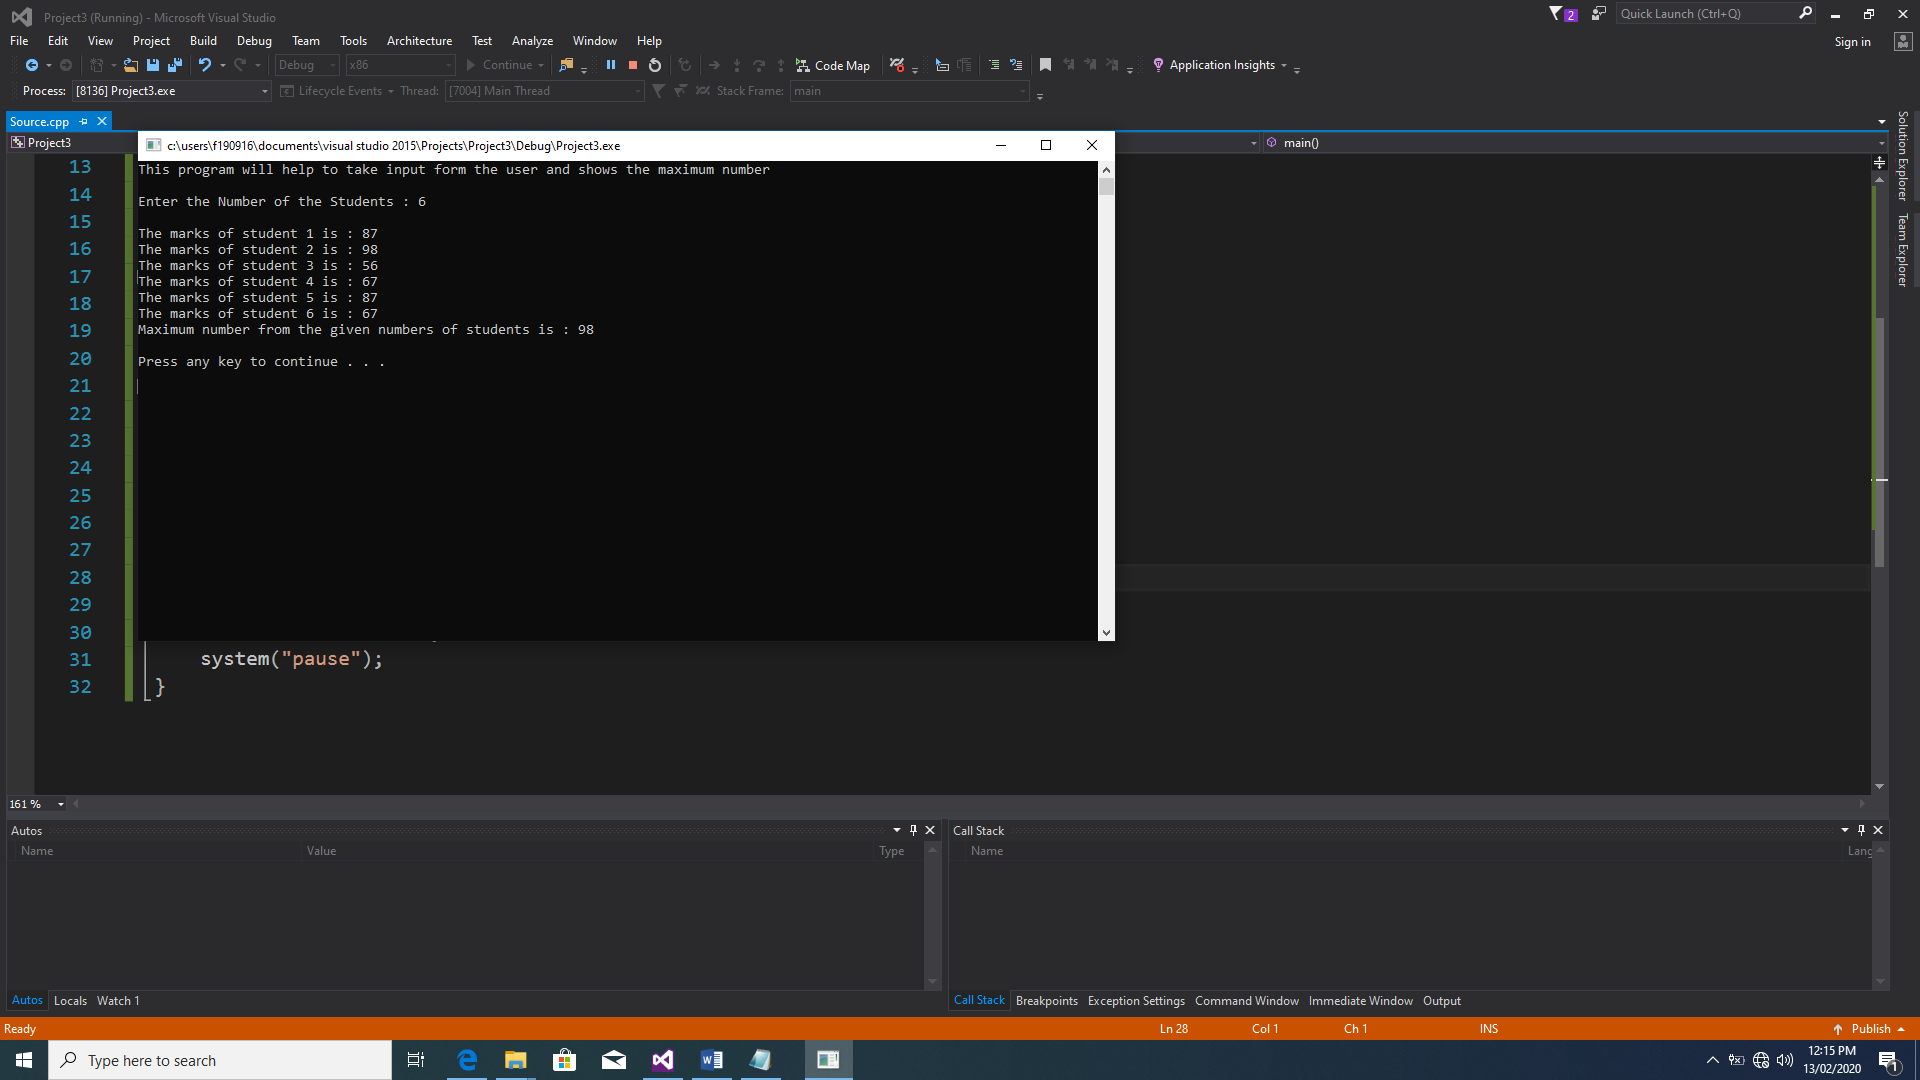 Project3 (Running) - Microsoft Visual Studio
2
Quick Launch (Ctrl+Q)
File Edit View Project Build Debug Team Tools Architecture Test Analyze Window Help
Sign in
Debug x86 Continue Code Map Application Insights
Process: [8136] Project3.exe Lifecycle Events Thread: [7004] Main Thread Stack Frame: main
Source.cpp
Project3
main()
c:\users\f190916\documents\visual studio 2015\Projects\Project3\Debug\Project3.exe
This program will help to take input form the user and shows the maximum number
Enter the Number of the Students : 6
The marks of student 1 is : 87
The marks of student 2 is : 98
The marks of student 3 is : 56
The marks of student 4 is : 67
The marks of student 5 is : 87
The marks of student 6 is : 67
Maximum number from the given numbers of students is : 98
Press any key to continue . . .
13
14
15
16
17
18
19
20
21
22
23
24
25
26
27
28
29
30
31 system("pause");
32 }
Solution Explorer
Team Explorer
161 %
Autos
Name Value Type
Autos Locals Watch 1
Call Stack
Name Lang
Call Stack Breakpoints Exception Settings Command Window Immediate Window Output
Ready Ln 28 Col 1 Ch 1 INS Publish
Type here to search
12:15 PM
13/02/2020
1